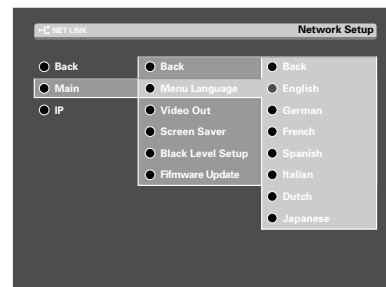 NET LINK
Network Setup
Back
Main
IP
Back
Menu Language
Video Out
Screen Saver
Black Level Setup
Fifmware Update
Back
English
German
French
Spanish
Italian
Dutch
Japanese